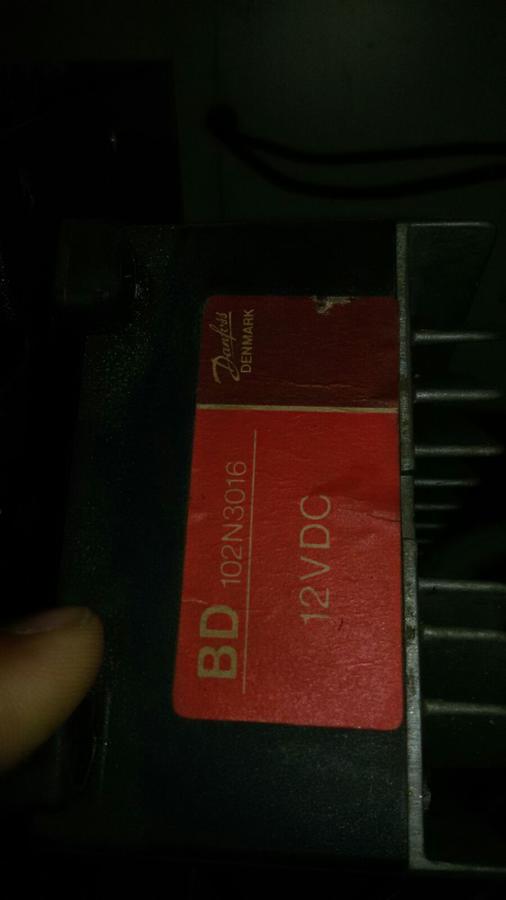 Danfoss
DENMARK
BD 102N3016
12VDC